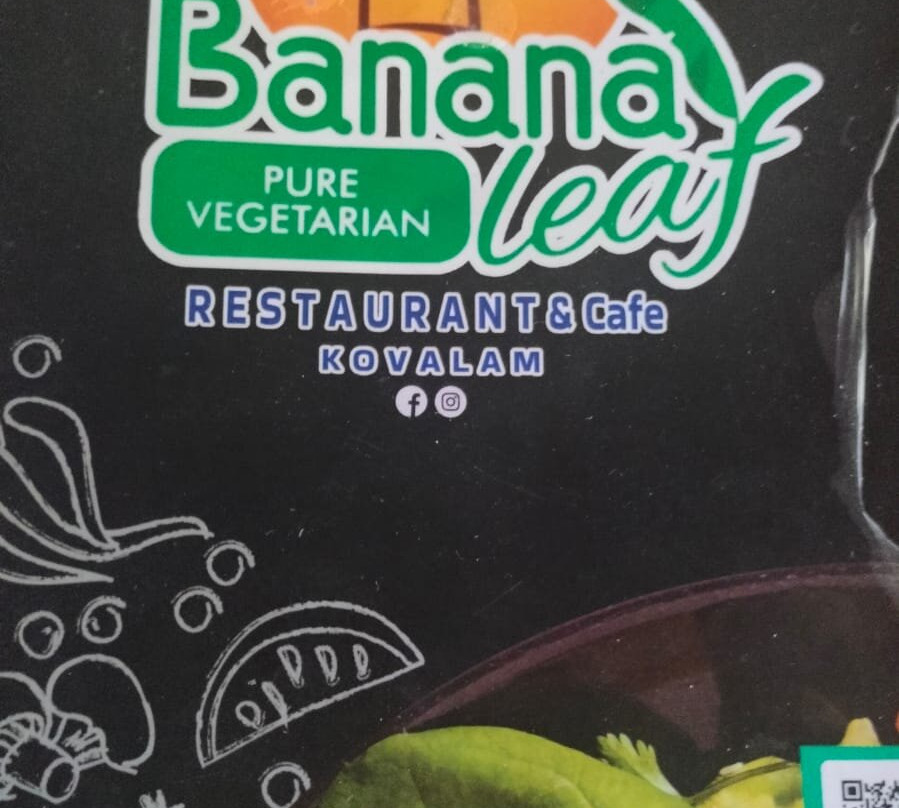 Banana
leaf
PURE
VEGETARIAN
RESTAURANT & Cafe
KOVALAM